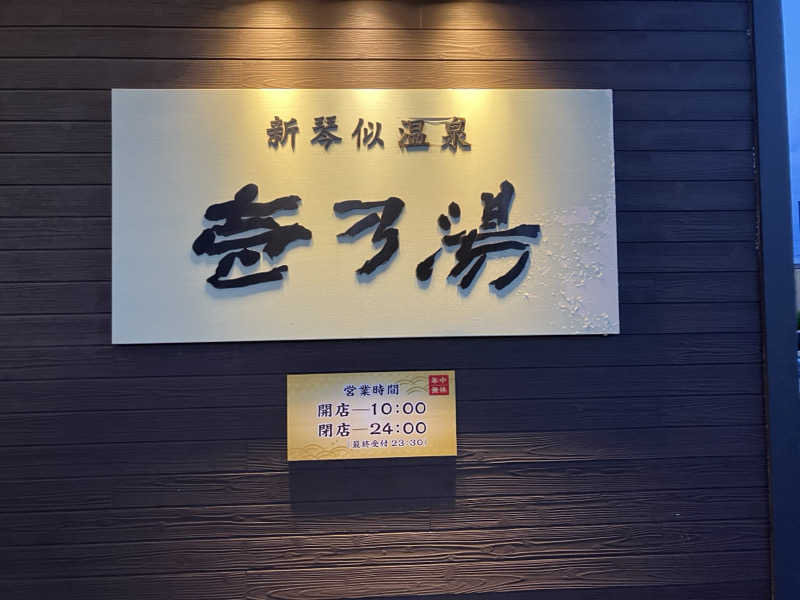 新琴似温泉
壱乃湯
営業時間
年中無休
開店—10:00
閉店—24:00
（最終受付 23:30）